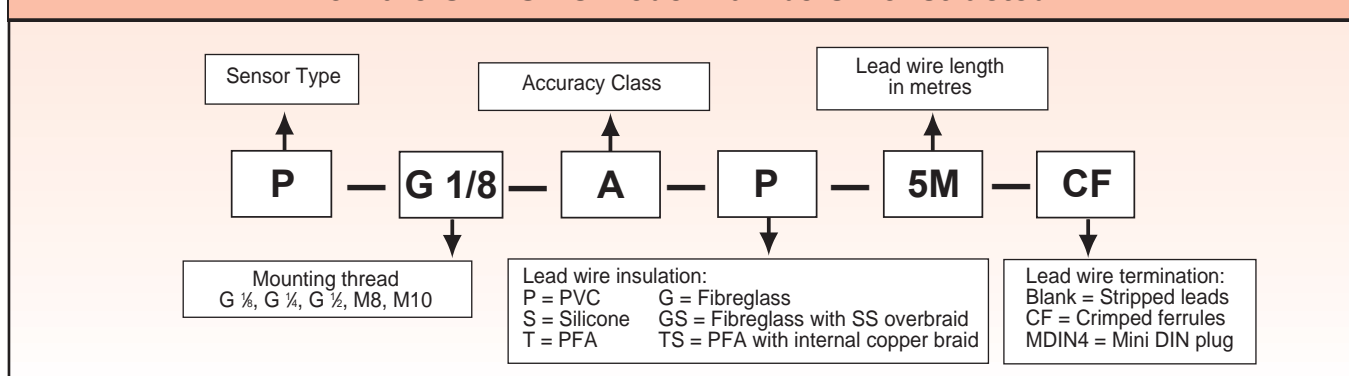 Sensor Type
Accuracy Class
Lead wire length
in metres
P — G 1/8 — A — P — 5M — CF
Mounting thread
G ⅛, G ¼, G ½, M8, M10
Lead wire insulation:
P = PVC G = Fibreglass
S = Silicone GS = Fibreglass with SS overbraid
T = PFA TS = PFA with internal copper braid
Lead wire termination:
Blank = Stripped leads
CF = Crimped ferrules
MDIN4 = Mini DIN plug